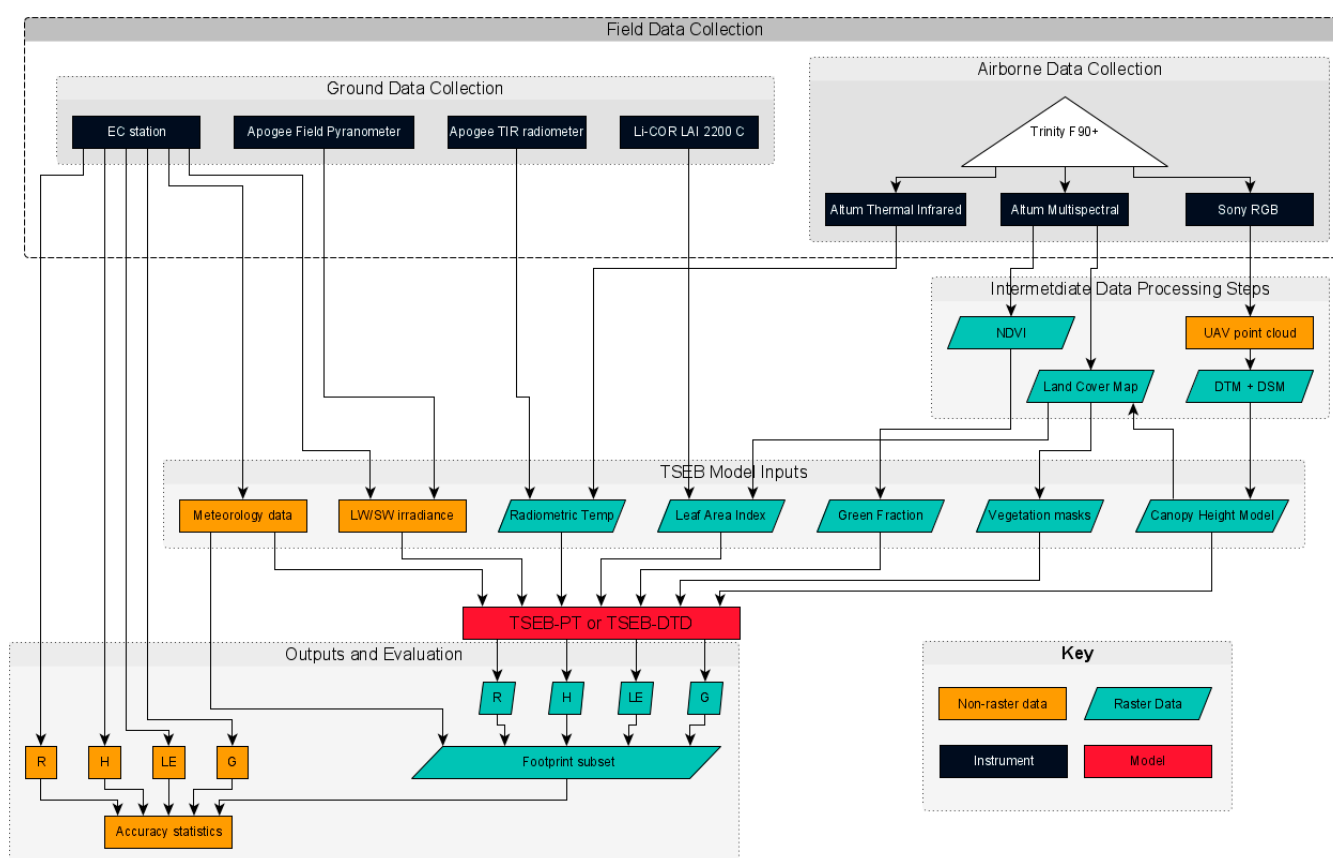 Field Data Collection
Airborne Data Collection
Ground Data Collection
EC station
Apogee Field Pyranometer
Apogee TIR radiometer
Li-COR LAI 2200 C
Trinity F90+
Altum Thermal Infrared
Altum Multispectral
Sony RGB
Intermetdiate Data Processing Steps
NDVI
UAV point cloud
Land Cover Map
DTM + DSM
TSEB Model Inputs
Meteorology data
LW/SW irradiance
Radiometric Temp
Leaf Area Index
Green Fraction
Vegetation masks
Canopy Height Model
TSEB-PT or TSEB-DTD
Outputs and Evaluation
R
H
LE
G
R
H
LE
G
Footprint subset
Accuracy statistics
Key
Non-raster data
Raster Data
Instrument
Model